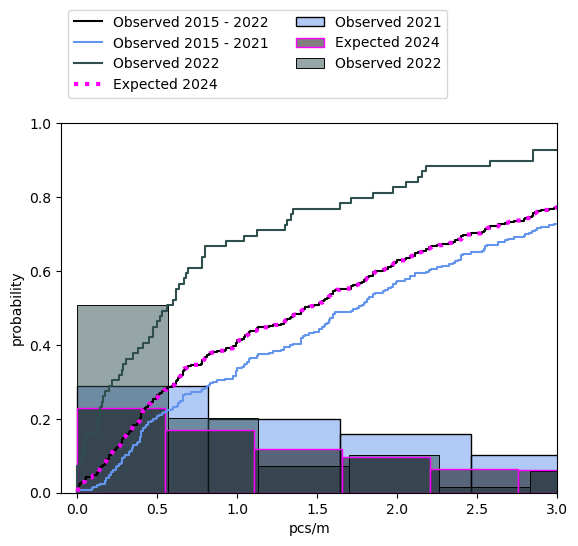 Observed 2015 - 2022
Observed 2015 - 2021
Observed 2022
Expected 2024
Observed 2021
Expected 2024
Observed 2022
1.0
0.8
0.6
0.4
0.2
0.0
probability
0.0 0.5 1.0 1.5 2.0 2.5 3.0
pcs/m